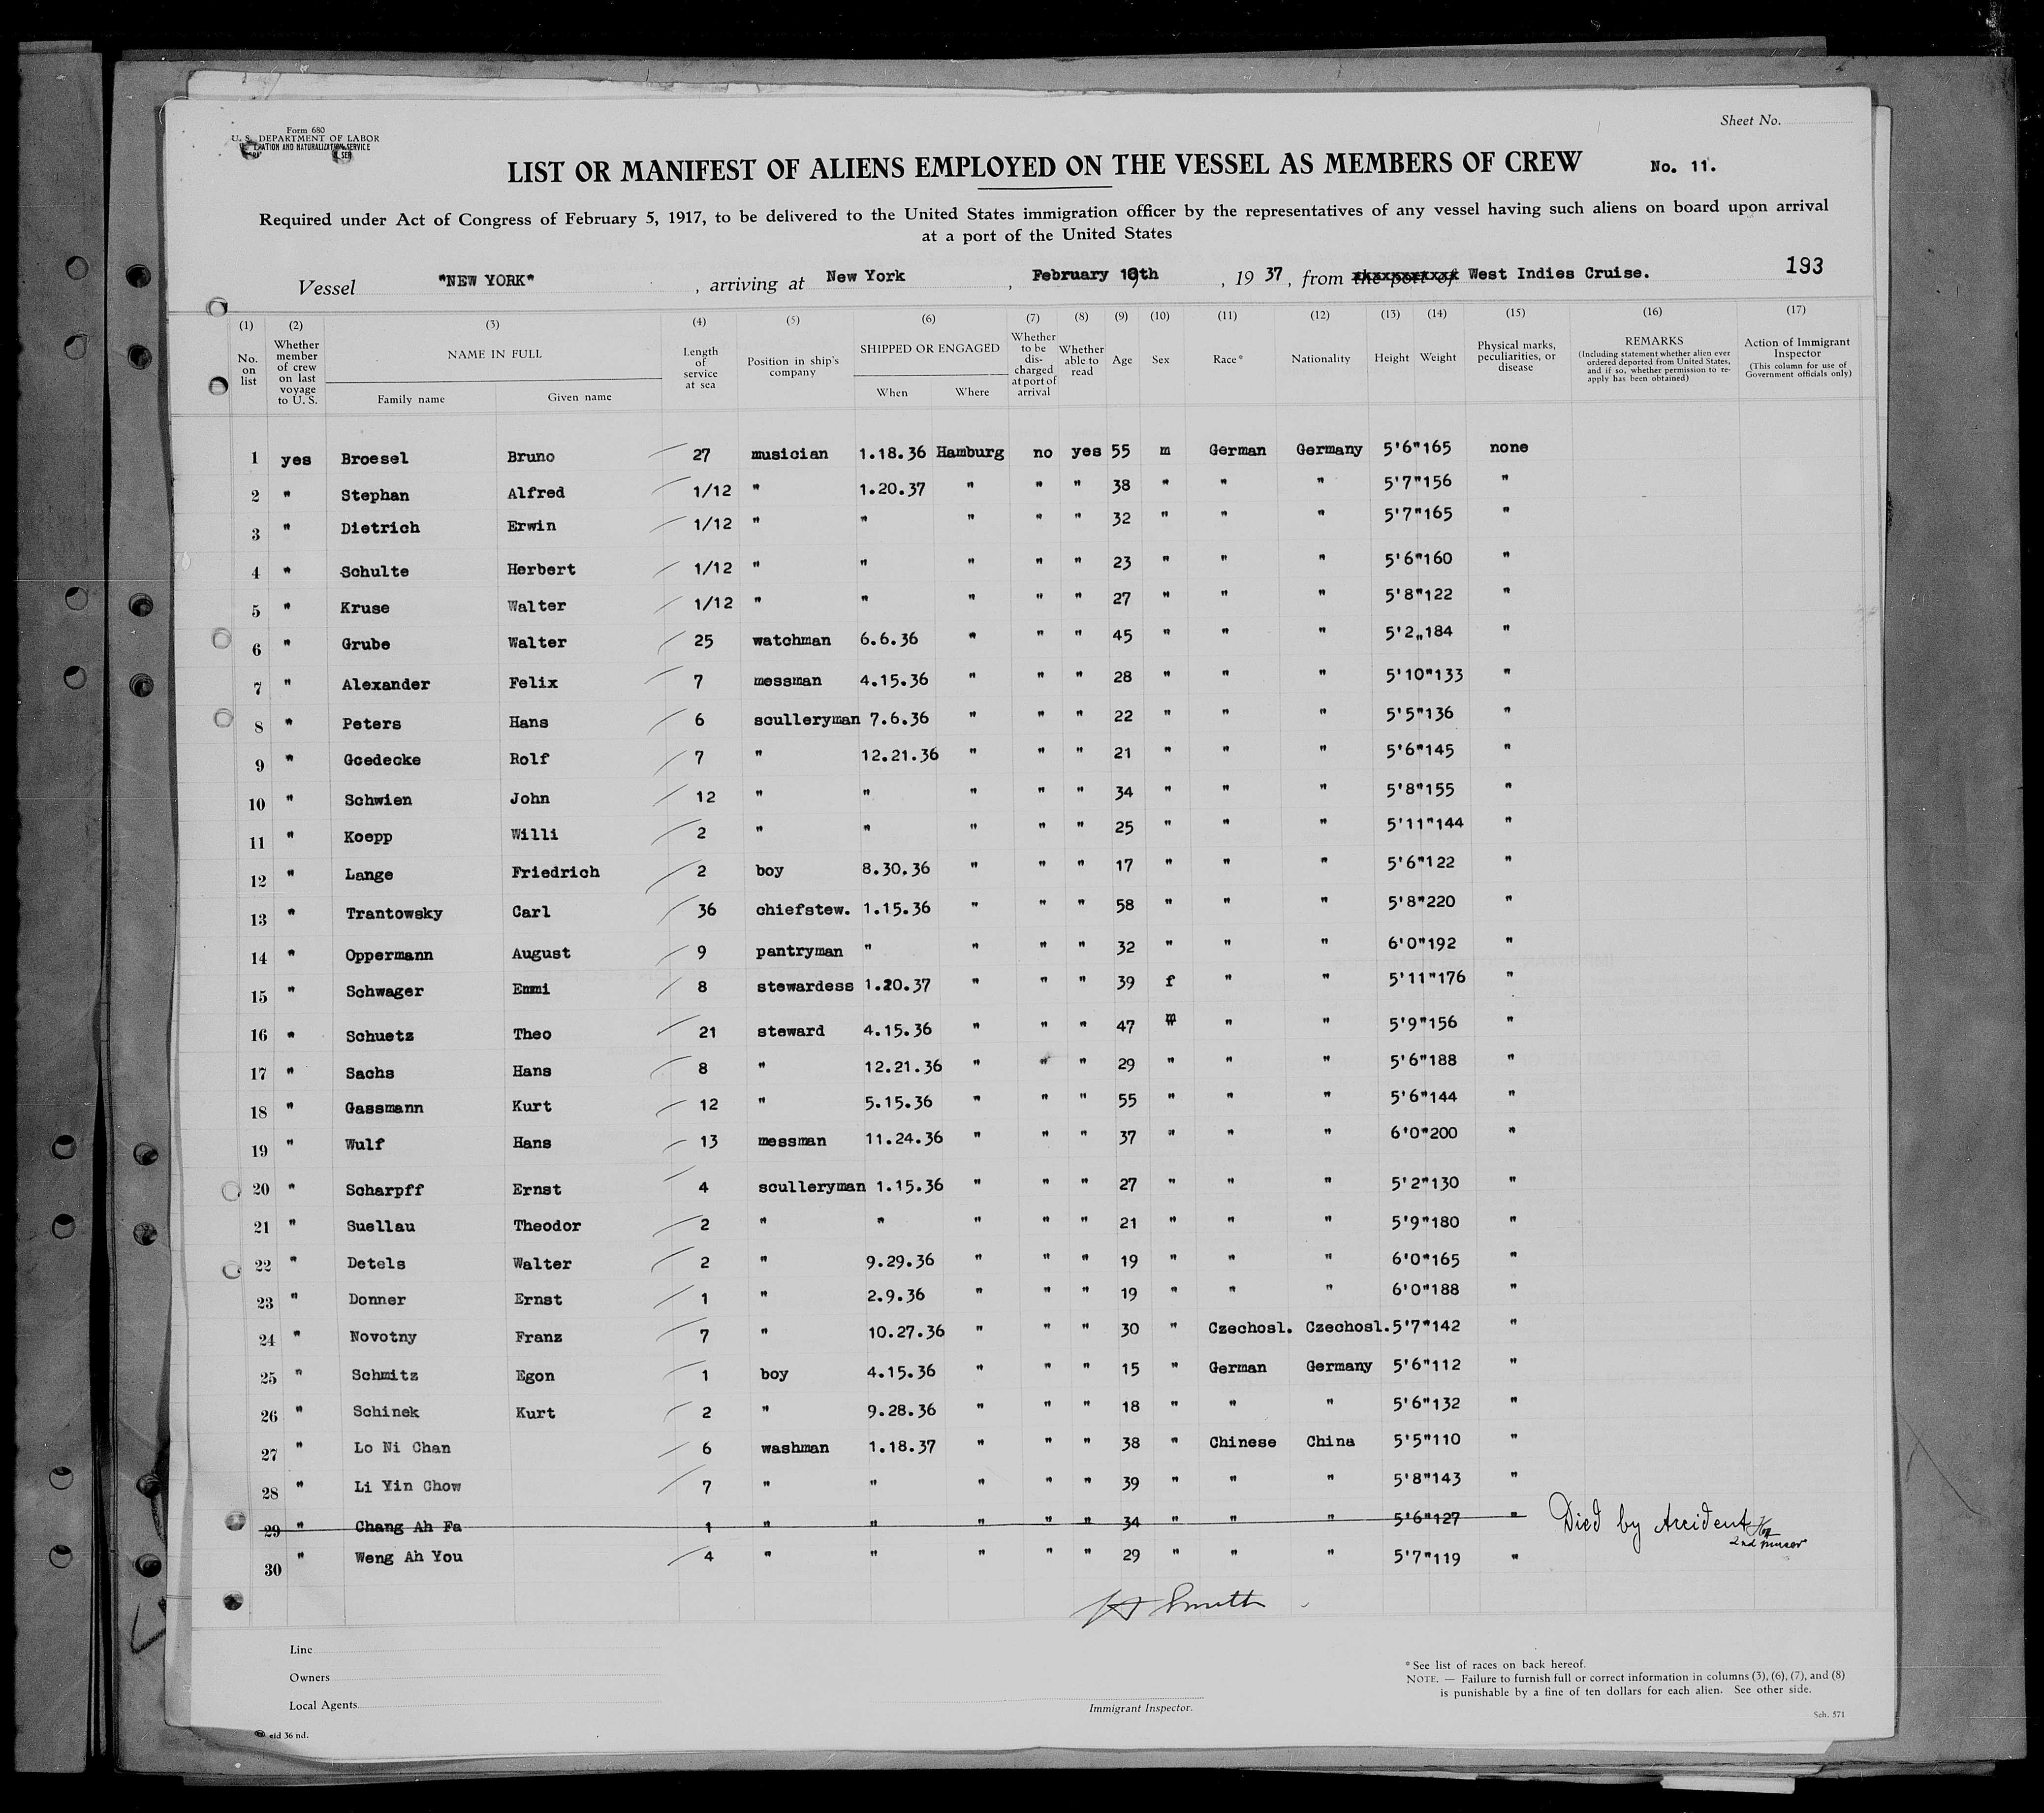 Form 680
U. S. DEPARTMENT OF LABOR
NATURALIZATION SERVICE
Sheet No.
LIST OR MANIFEST OF ALIENS EMPLOYED ON THE VESSEL AS MEMBERS OF CREW No. 11.
Required under Act of Congress of February 5, 1917, to be delivered to the United States immigration officer by the representatives of any vessel having such aliens on board upon arrival
at a port of the United States
Vessel "NEW YORK", arriving at New York, February 19th, 1937, from the port of West Indies Cruise. 193
(1) (2) (3) (4) (5) (6) (7) (8) (9) (10) (11) (12) (13) (14) (15) (16) (17)
No. on list
Whether member of crew on last voyage to U. S.
NAME IN FULL
Family name
Given name
Length of service at sea
Position in ship's company
SHIPPED OR ENGAGED
When
Where
Whether to be discharged at port of arrival
Whether able to read
Age
Sex
Race*
Nationality
Height
Weight
Physical marks, peculiarities, or disease
REMARKS
(Including statement whether alien ever ordered deported from United States, and if so, whether permission to re-apply has been obtained)
Action of Immigrant Inspector
(This column for use of Government officials only)
1 yes Broesel Bruno 27 musician 1.18.36 Hamburg no yes 55 m German Germany 5'6" 165 none
2 " Stephan Alfred 1/12 " 1.20.37 " " " 38 " " " 5'7" 156 "
3 " Dietrich Erwin 1/12 " " " " " 32 " " " 5'7" 165 "
4 " Schulte Herbert 1/12 " " " " " 23 " " " 5'6" 160 "
5 " Kruse Walter 1/12 " " " " " 27 " " " 5'8" 122 "
6 " Grube Walter 25 watchman 6.6.36 " " " 45 " " " 5'2" 184 "
7 " Alexander Felix 7 messman 4.15.36 " " " 28 " " " 5'10" 133 "
8 " Peters Hans 6 sculleryman 7.6.36 " " " 22 " " " 5'5" 136 "
9 " Goedecke Rolf 7 " 12.21.36 " " " 21 " " " 5'6" 145 "
10 " Schwien John 12 " " " " " 34 " " " 5'8" 155 "
11 " Koepp Willi 2 " " " " " 25 " " " 5'11" 144 "
12 " Lange Friedrich 2 boy 8.30.36 " " " 17 " " " 5'6" 122 "
13 " Trantowsky Carl 36 chiefstew. 1.15.36 " " " 58 " " " 5'8" 220 "
14 " Oppermann August 9 pantryman " " " " 32 " " " 6'0" 192 "
15 " Schwager Emmi 8 stewardess 1.20.37 " " " 39 f " " 5'11" 176 "
16 " Schuetz Theo 21 steward 4.15.36 " " " 47 m " " 5'9" 156 "
17 " Sachs Hans 8 " 12.21.36 " " " 29 " " " 5'6" 188 "
18 " Gassmann Kurt 12 " 5.15.36 " " " 55 " " " 5'6" 144 "
19 " Wulf Hans 13 messman 11.24.36 " " " 37 " " " 6'0" 200 "
20 " Scharpff Ernst 4 sculleryman 1.15.36 " " " 27 " " " 5'2" 130 "
21 " Suellau Theodor 2 " " " " " 21 " " " 5'9" 180 "
22 " Detels Walter 2 " 9.29.36 " " " 19 " " " 6'0" 165 "
23 " Donner Ernst 1 " 2.9.36 " " " 19 " " " 6'0" 188 "
24 " Novotny Franz 7 " 10.27.36 " " " 30 " Czechosl. Czechosl. 5'7" 142 "
25 " Schmitz Egon 1 boy 4.15.36 " " " 15 " German Germany 5'6" 112 "
26 " Schinek Kurt 2 " 9.28.36 " " " 18 " " " 5'6" 132 "
27 " Lo Ni Chan 6 washman 1.18.37 " " " 38 " Chinese China 5'5" 110 "
28 " Li Yin Chow 7 " " " " " 39 " " " 5'8" 143 "
29 " Chang Ah Fa 1 " " " " " 34 " " " 5'6" 127 " Died by Accident
2nd purser
30 " Weng Ah You 4 " " " " " 29 " " " 5'7" 119 "
Smith
Line
Owners
Local Agents
Immigrant Inspector.
* See list of races on back hereof.
NOTE. — Failure to furnish full or correct information in columns (3), (6), (7), and (8)
is punishable by a fine of ten dollars for each alien. See other side.
Sch. 571
eid 36 nd.